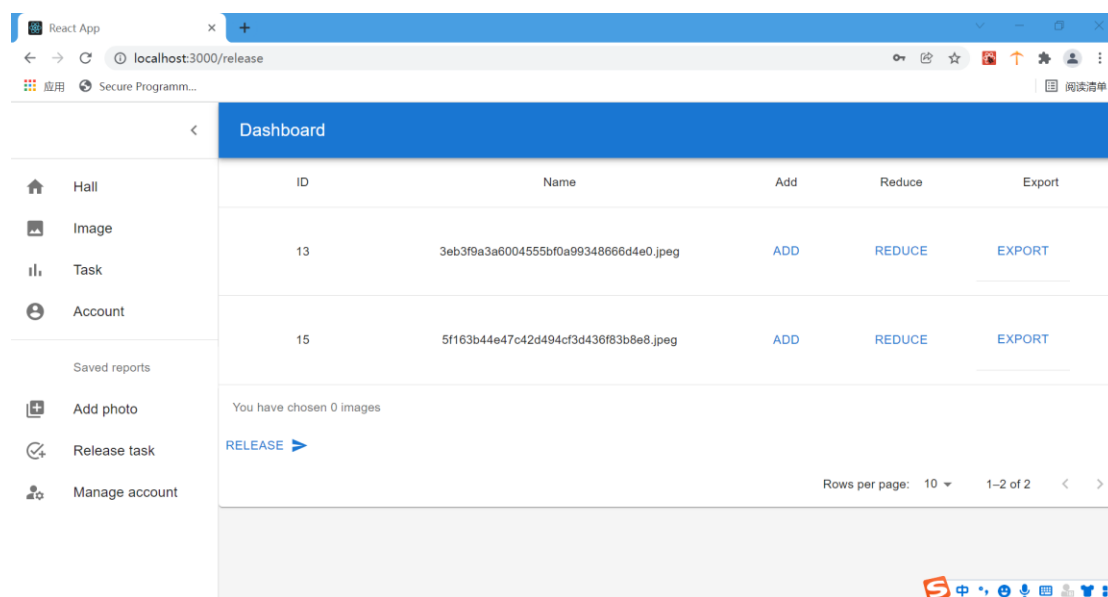 React App
localhost:3000/release
应用 Secure Programm... 阅读清单
Dashboard
Hall
Image
Task
Account
Saved reports
Add photo
Release task
Manage account
ID Name Add Reduce Export
13 3eb3f9a3a6004555bf0a99348666d4e0.jpeg ADD REDUCE EXPORT
15 5f163b44e47c42d494cf3d436f83b8e8.jpeg ADD REDUCE EXPORT
You have chosen 0 images
RELEASE
Rows per page: 10 1–2 of 2
中